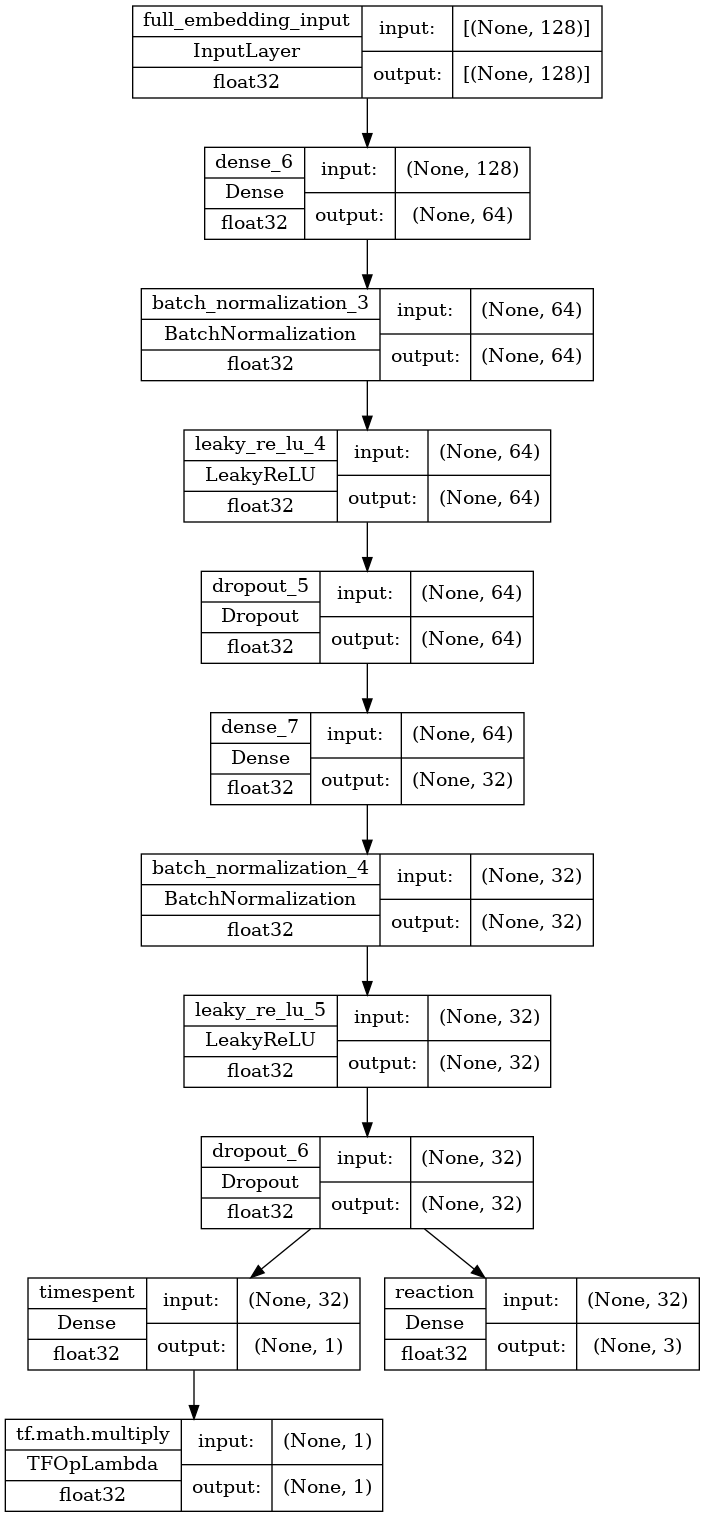 full_embedding_input
InputLayer
float32
input:
[(None, 128)]
output:
[(None, 128)]
dense_6
Dense
float32
input:
(None, 128)
output:
(None, 64)
batch_normalization_3
BatchNormalization
float32
input:
(None, 64)
output:
(None, 64)
leaky_re_lu_4
LeakyReLU
float32
input:
(None, 64)
output:
(None, 64)
dropout_5
Dropout
float32
input:
(None, 64)
output:
(None, 64)
dense_7
Dense
float32
input:
(None, 64)
output:
(None, 32)
batch_normalization_4
BatchNormalization
float32
input:
(None, 32)
output:
(None, 32)
leaky_re_lu_5
LeakyReLU
float32
input:
(None, 32)
output:
(None, 32)
dropout_6
Dropout
float32
input:
(None, 32)
output:
(None, 32)
timespent
Dense
float32
input:
(None, 32)
output:
(None, 1)
reaction
Dense
float32
input:
(None, 32)
output:
(None, 3)
tf.math.multiply
TFOpLambda
float32
input:
(None, 1)
output:
(None, 1)